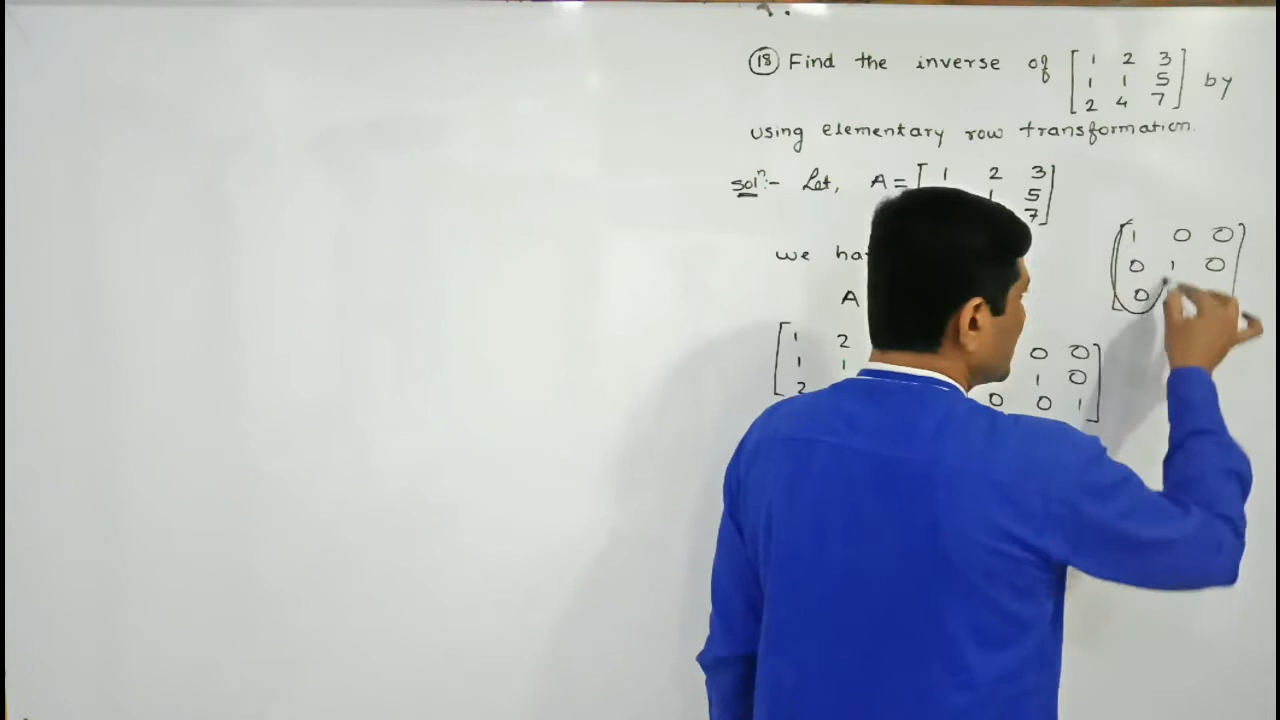 (18) Find the inverse of [1 2 3
1 1 5
2 4 7] by
using elementary row transformation.
Solⁿ:- Let, A = [1 2 3
1 5
7]
we
A
[1 2
1 1
2
0 0
1 0
0 0 1]
[1 0 0
0 1 0
0